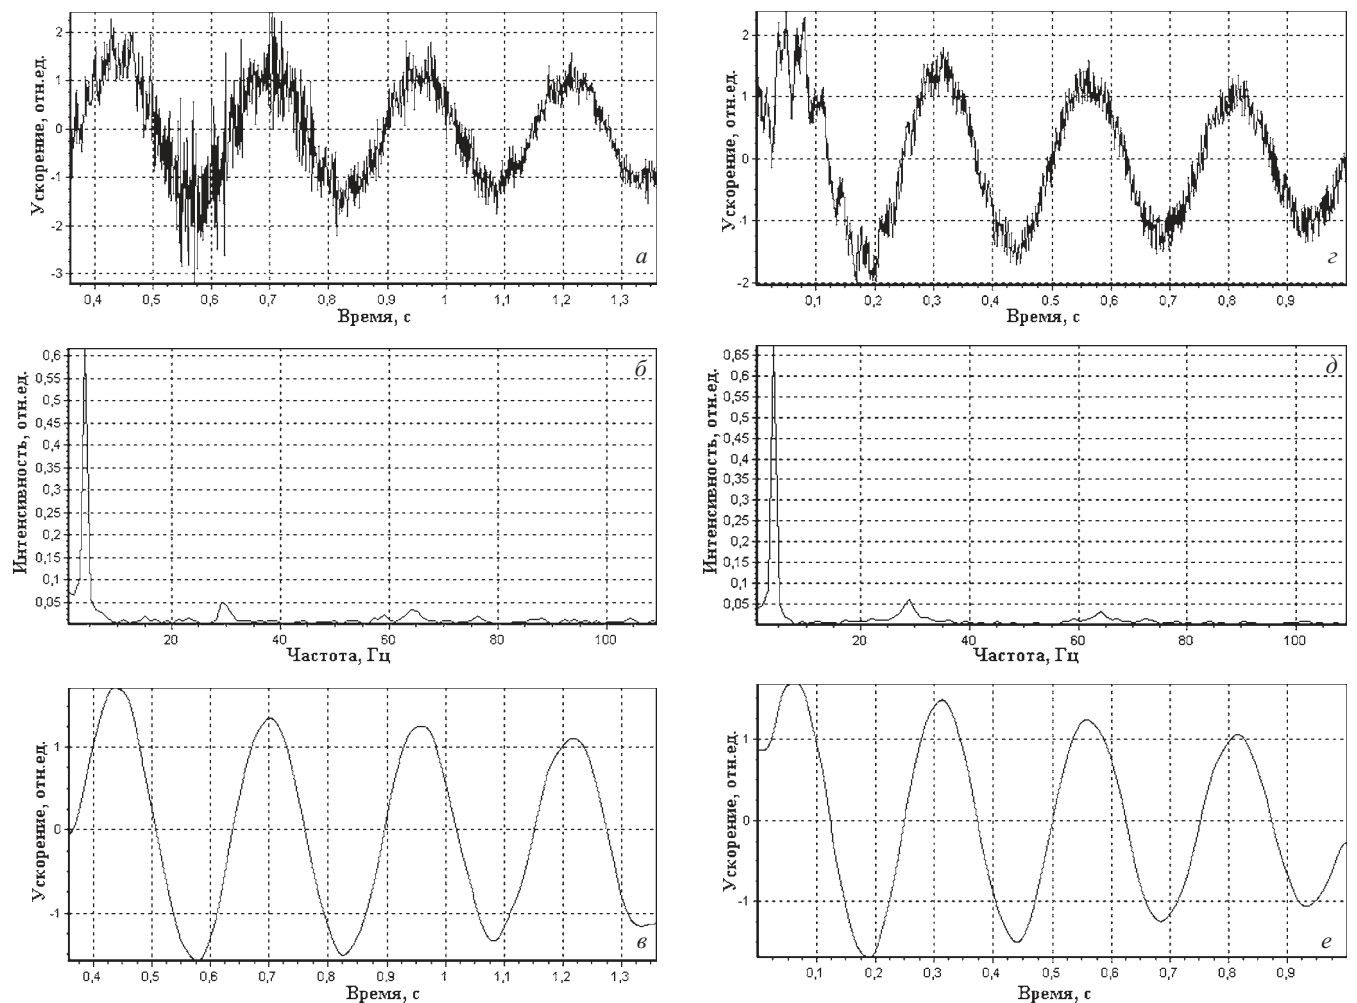 Ускорение, отн.ед.
2
1
0
-1
-2
-3
а
0,4 0,5 0,6 0,7 0,8 0,9 1 1,1 1,2 1,3
Время, с
Ускорение, отн.ед.
2
1
0
-1
-2
г
0,1 0,2 0,3 0,4 0,5 0,6 0,7 0,8 0,9
Время, с
Интенсивность, отн.ед.
0,6
0,55
0,5
0,45
0,4
0,35
0,3
0,25
0,2
0,15
0,1
0,05
б
20 40 60 80 100
Частота, Гц
Интенсивность, отн.ед.
0,65
0,6
0,55
0,5
0,45
0,4
0,35
0,3
0,25
0,2
0,15
0,1
0,05
д
20 40 60 80 100
Частота, Гц
Ускорение, отн.ед.
1
0
-1
в
0,4 0,5 0,6 0,7 0,8 0,9 1 1,1 1,2 1,3
Время, с
Ускорение, отн.ед.
1
0
-1
е
0,1 0,2 0,3 0,4 0,5 0,6 0,7 0,8 0,9
Время, с